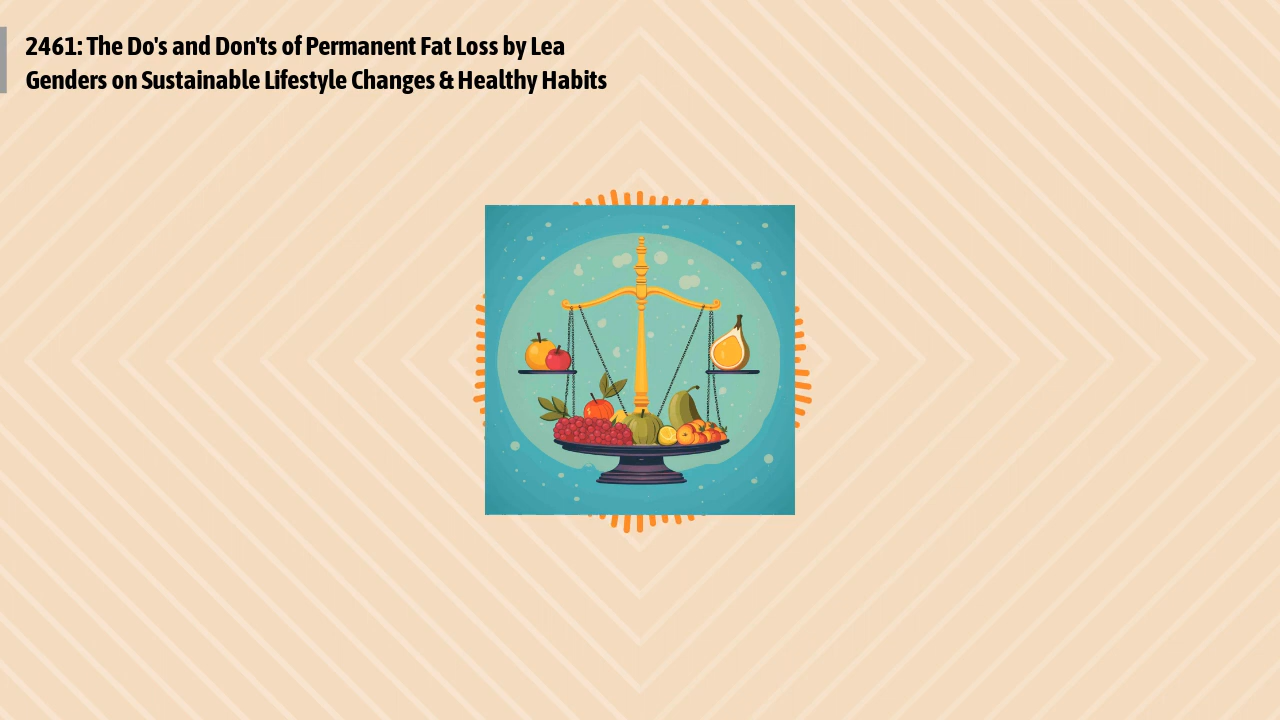 2461: The Do's and Don'ts of Permanent Fat Loss by Lea
Genders on Sustainable Lifestyle Changes & Healthy Habits